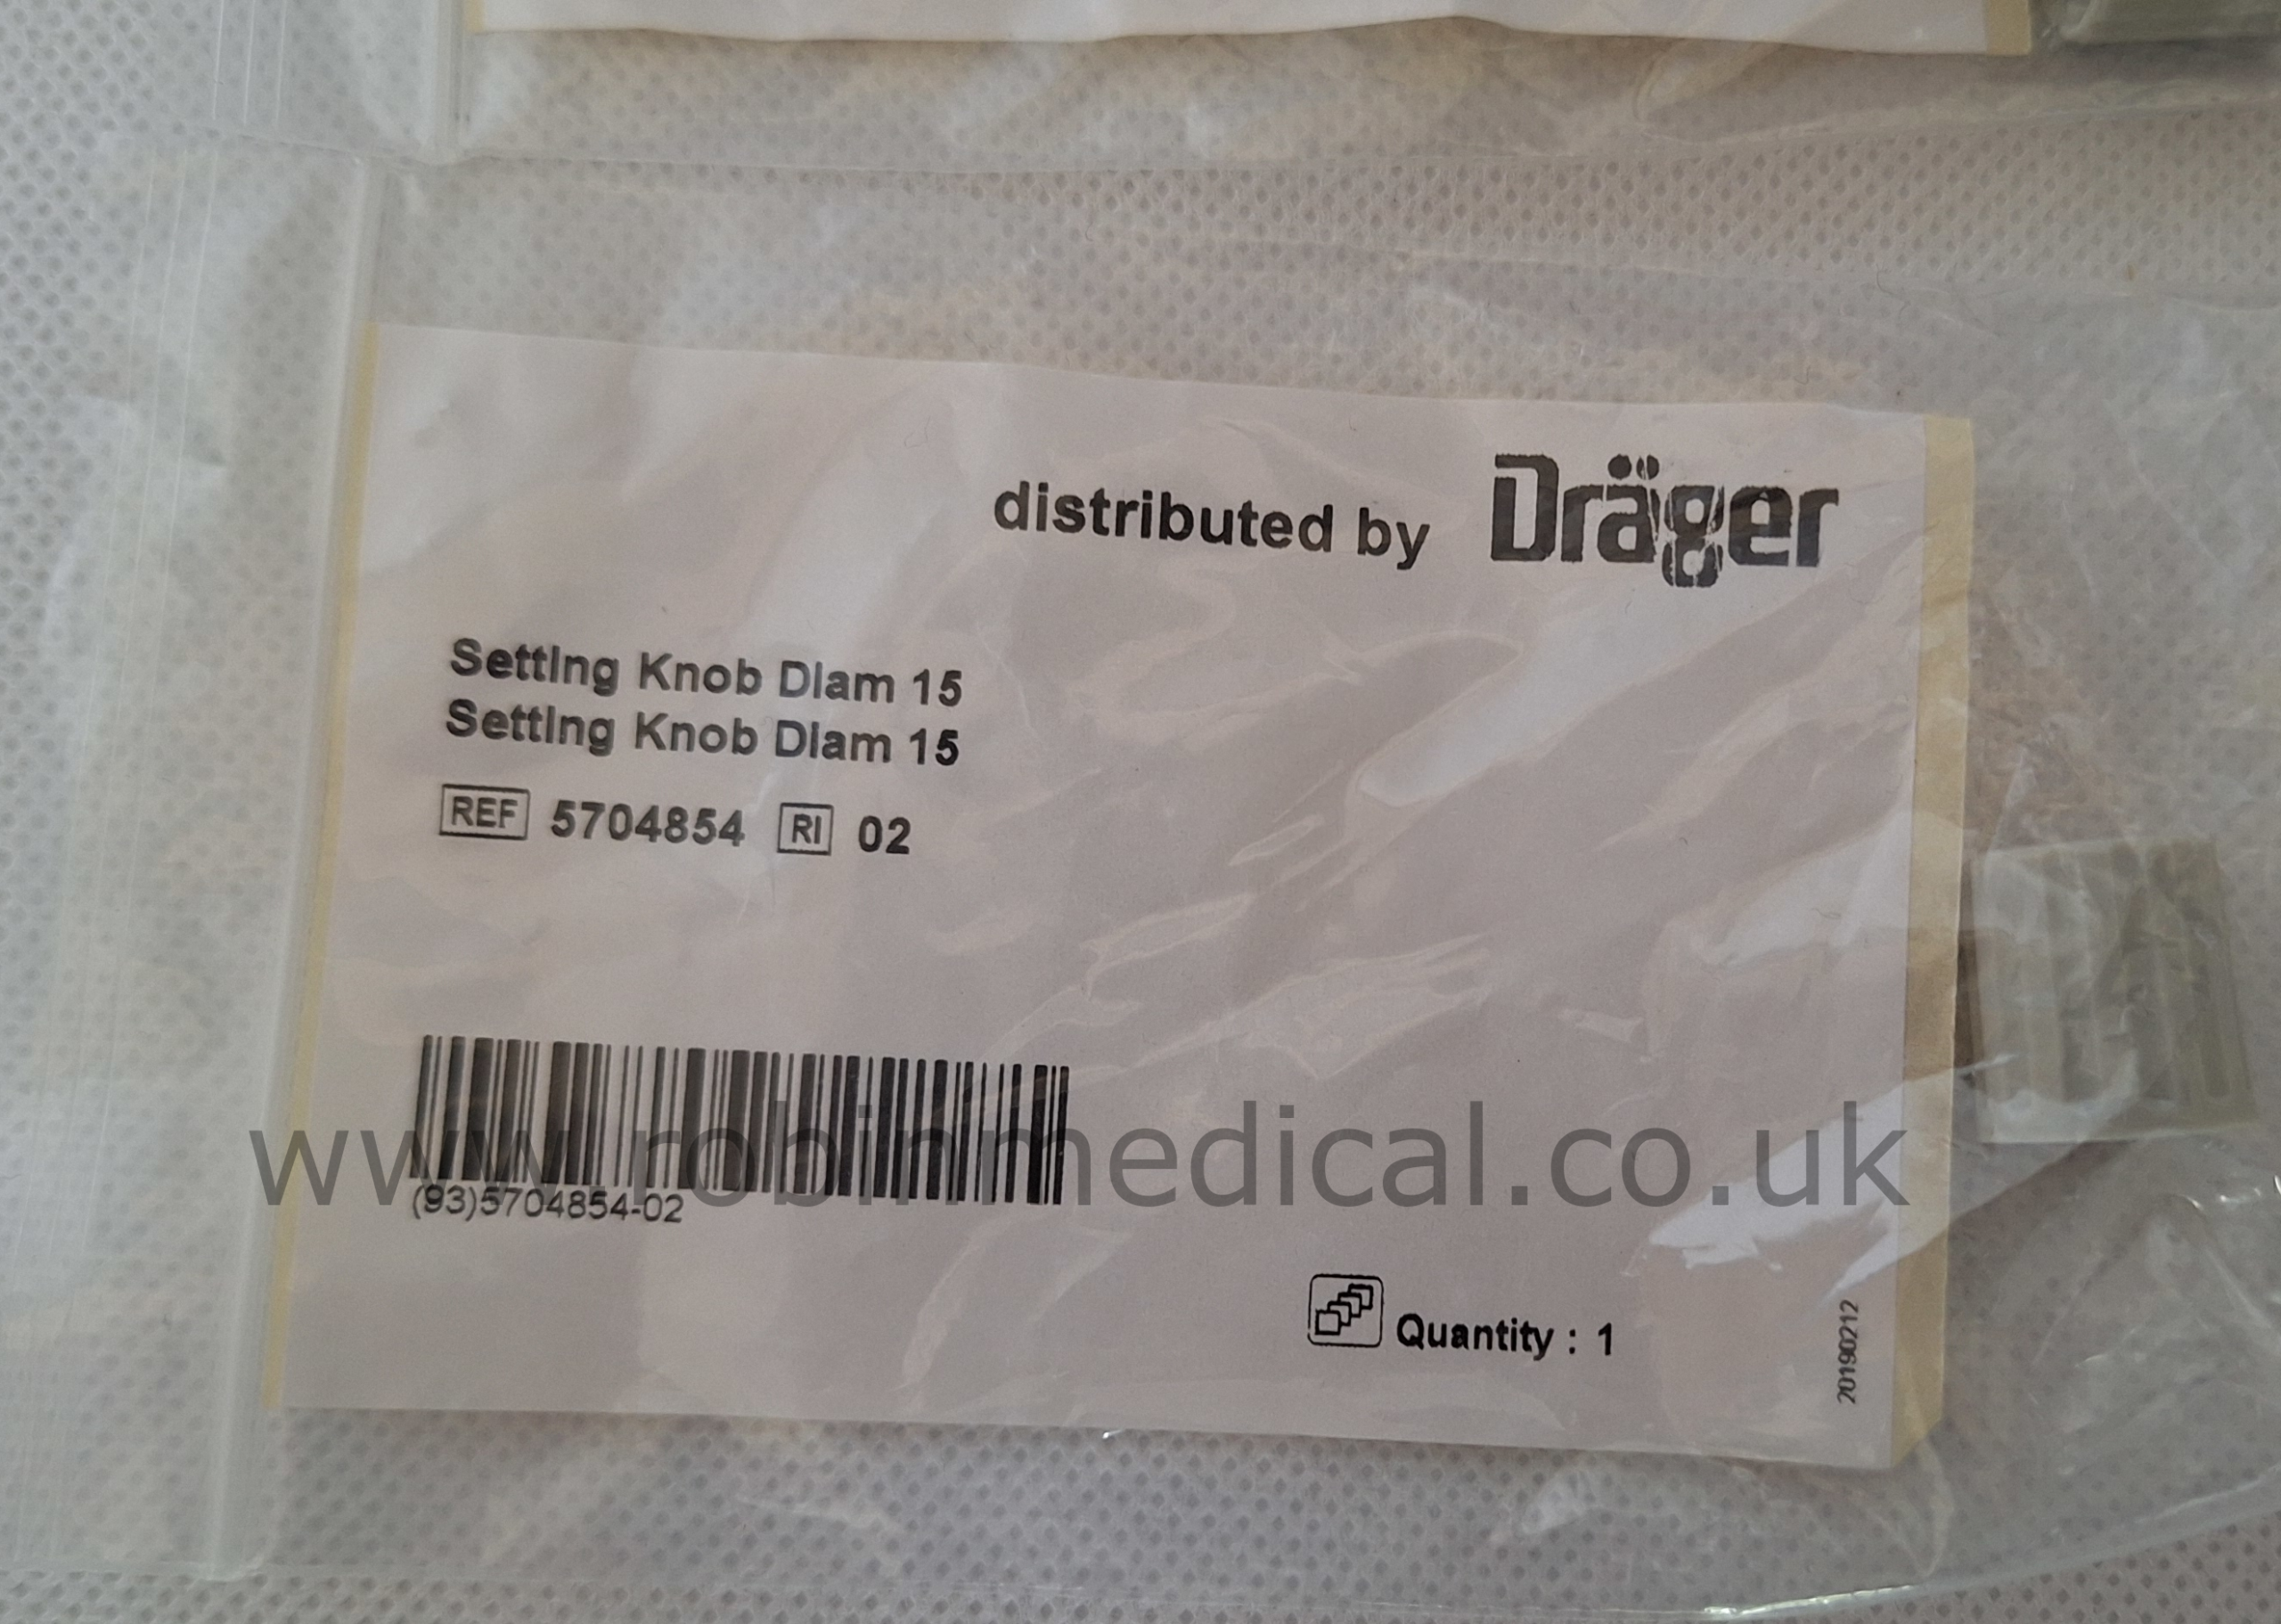 distributed by Dräger
Setting Knob Diam 15
Setting Knob Diam 15
REF 5704854 RI 02
www.robinmedical.co.uk
(93)5704854-02
Quantity : 1
20190212